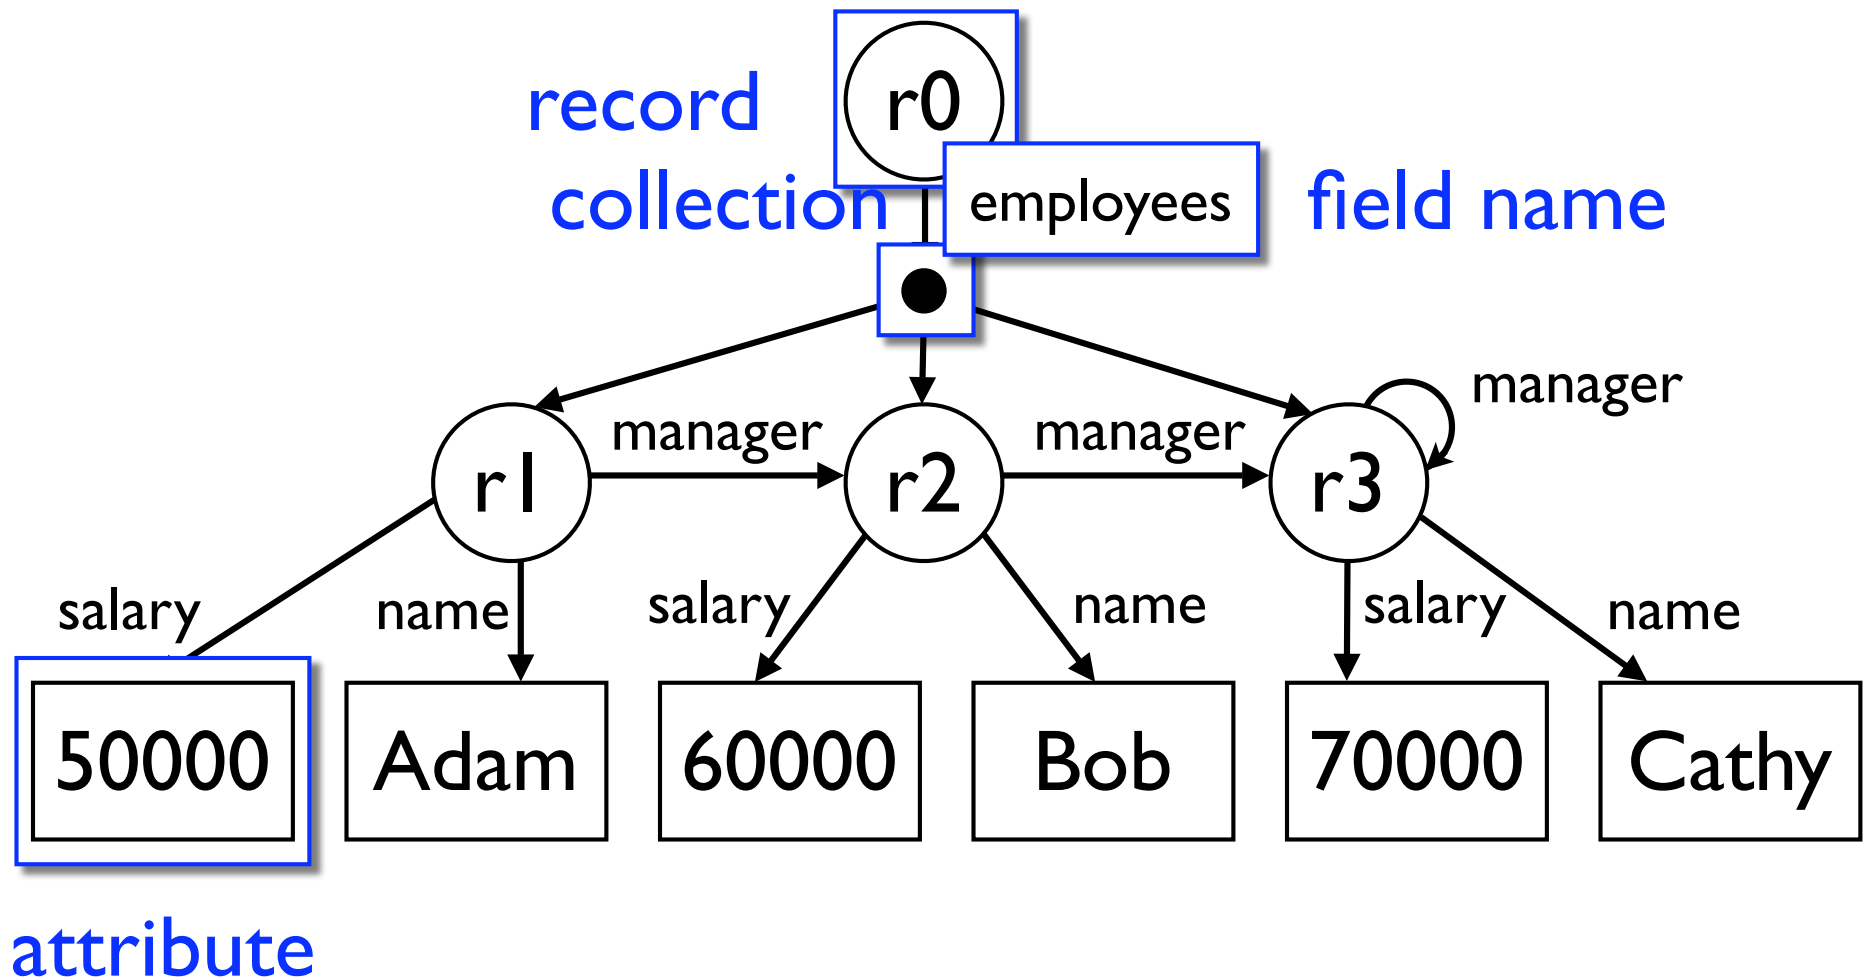 record
r0
collection
employees
field name
manager
manager
manager
r1
r2
r3
salary
name
salary
name
salary
name
50000
Adam
60000
Bob
70000
Cathy
attribute